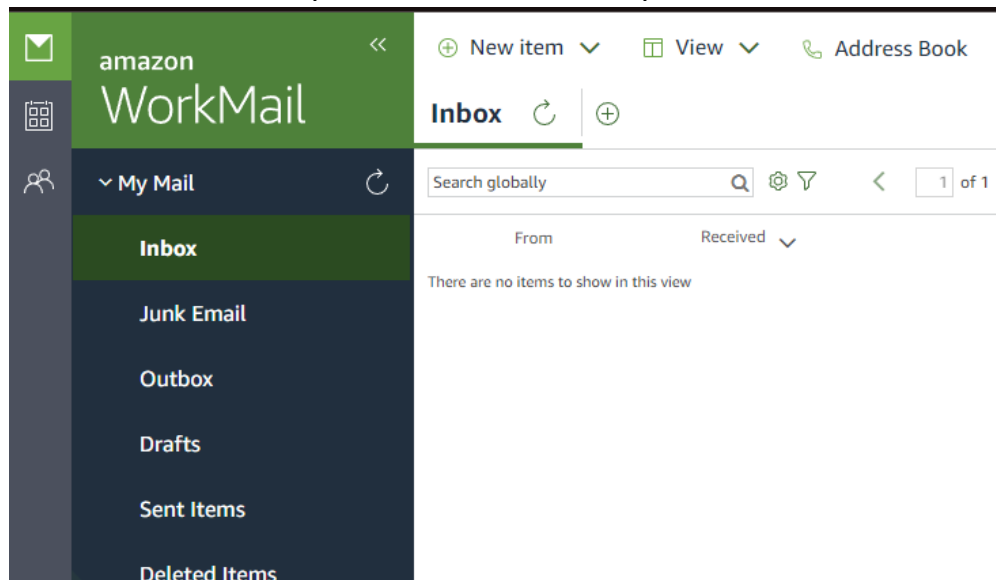 amazon
WorkMail
New item
View
Address Book
Inbox
My Mail
Search globally
1 of 1
Inbox
From
Received
There are no items to show in this view
Junk Email
Outbox
Drafts
Sent Items
Deleted Items